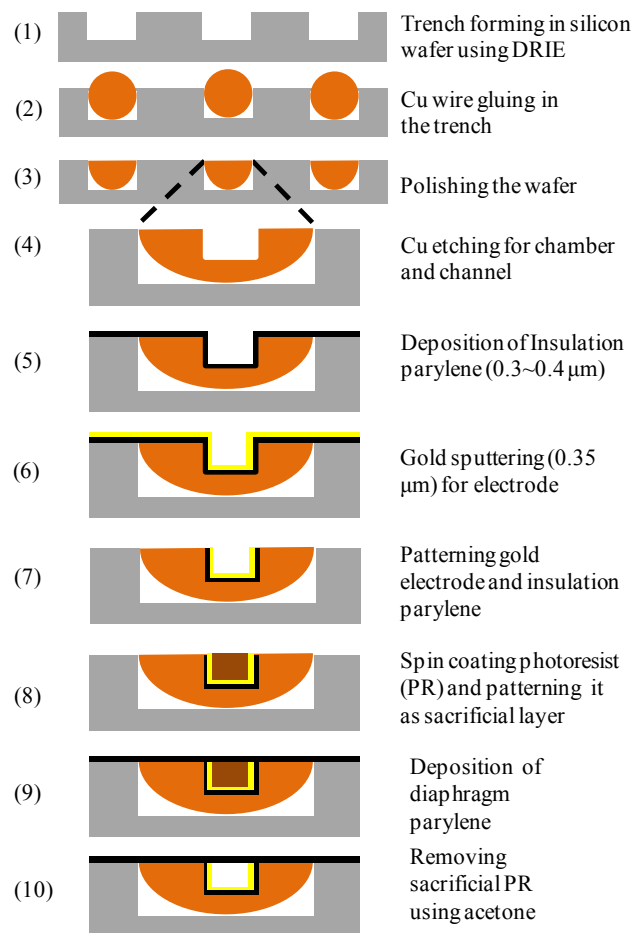 (1)
Trench forming in silicon
wafer using DRIE
(2)
Cu wire gluing in
the trench
(3)
Polishing the wafer
(4)
Cu etching for chamber
and channel
(5)
Deposition of Insulation
parylene (0.3~0.4 μm)
(6)
Gold sputtering (0.35
μm) for electrode
(7)
Patterning gold
electrode and insulation
parylene
(8)
Spin coating photoresist
(PR) and patterning it
as sacrificial layer
(9)
Deposition of
diaphragm
parylene
(10)
Removing
sacrificial PR
using acetone